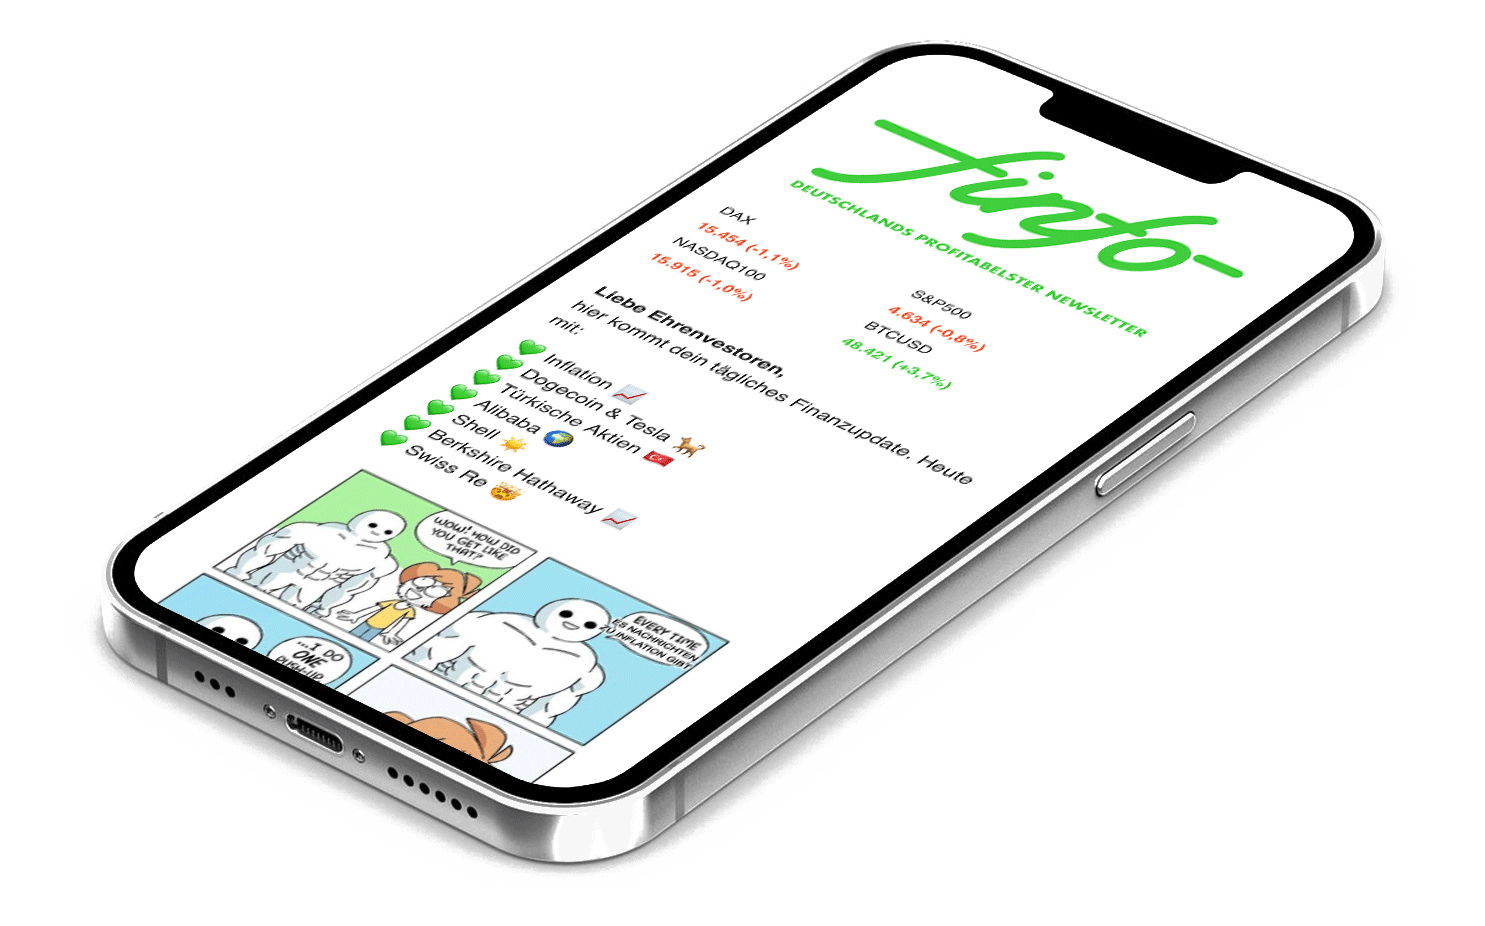 finfo
DEUTSCHLANDS PROFITABELSTER NEWSLETTER
DAX
15.454 (-1,1%)
NASDAQ100
15.915 (-1,0%)
S&P500
4.634 (-0,8%)
BTCUSD
48.421 (+3,7%)
Liebe Ehrenvestoren,
hier kommt dein tägliches Finanzupdate. Heute
mit:
💚 Inflation 📈
💚 Dogecoin & Tesla 🐕
💚 Türkische Aktien 🇹🇷
💚 Alibaba 🌍
💚 Shell ☀️
💚 Berkshire Hathaway 📈
💚 Swiss Re 🤯
WOW! HOW DID
YOU GET LIKE
THAT?
...I DO
ONE
PUSH-UP
EVERY TIME
ES NACHRICHTEN
ZU INFLATION GIBT